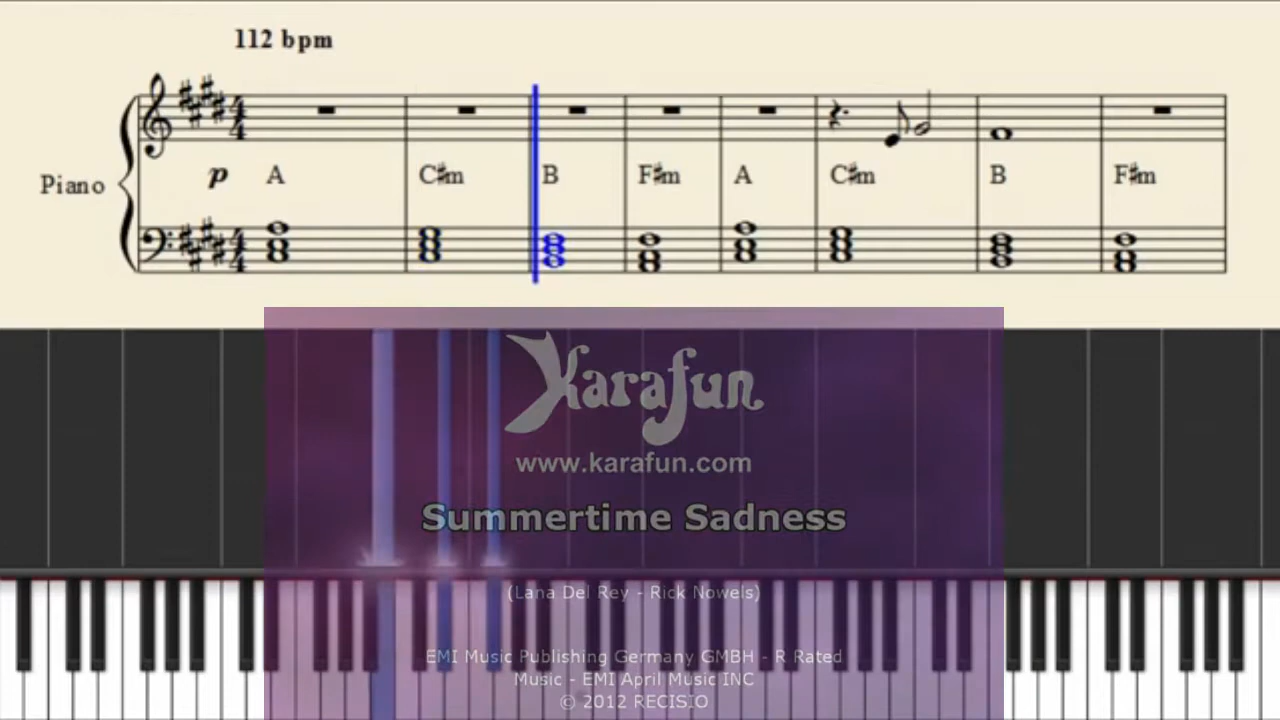 112 bpm
Piano
p A C♯m B F♯m A C♯m B F♯m
Karafun
www.karafun.com
Summertime Sadness
(Lana Del Rey - Rick Nowels)
EMI Music Publishing Germany GMBH - R Rated
Music - EMI April Music INC
© 2012 RECISIO